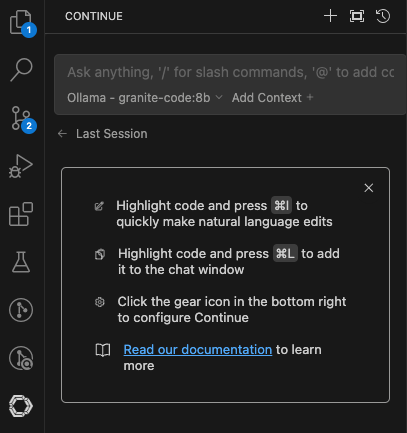 CONTINUE
1
Ask anything, '/' for slash commands, '@' to add co
Ollama - granite-code:8b
Add Context +
2
← Last Session
Highlight code and press ⌘I to
quickly make natural language edits
Highlight code and press ⌘L to add
it to the chat window
Click the gear icon in the bottom right
to configure Continue
Read our documentation to learn
more